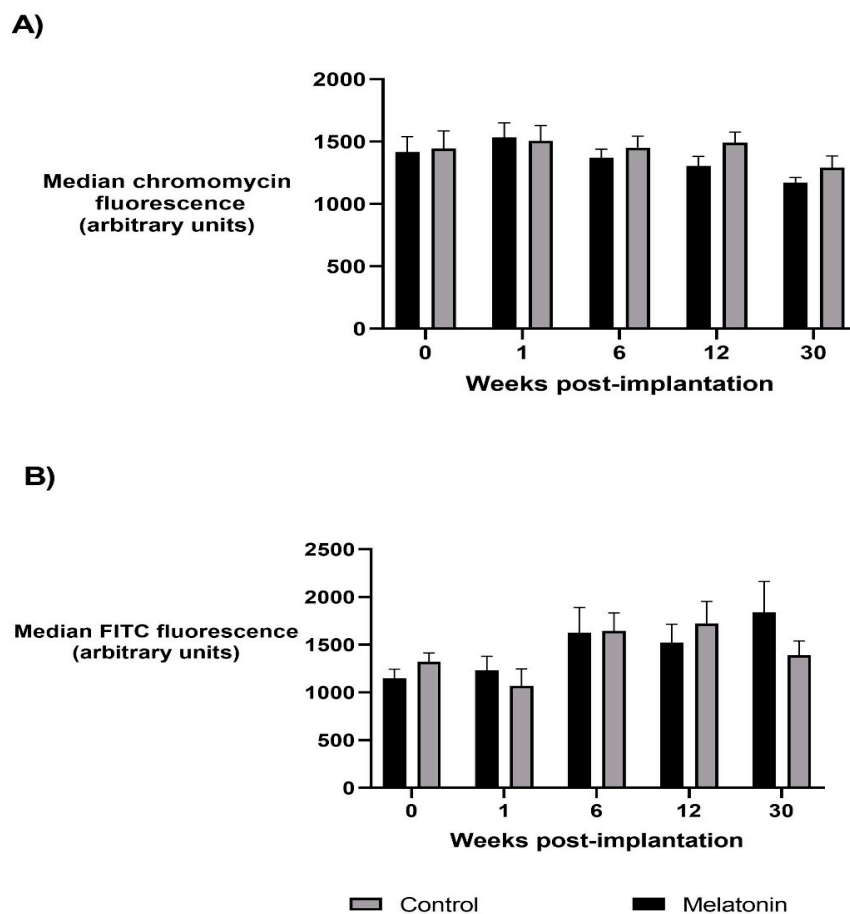 A)
2000
1500
1000
500
0
Median chromomycin
fluorescence
(arbitrary units)
0 1 6 12 30
Weeks post-implantation
B)
2500
2000
1500
1000
500
0
Median FITC fluorescence
(arbitrary units)
0 1 6 12 30
Weeks post-implantation
Control Melatonin